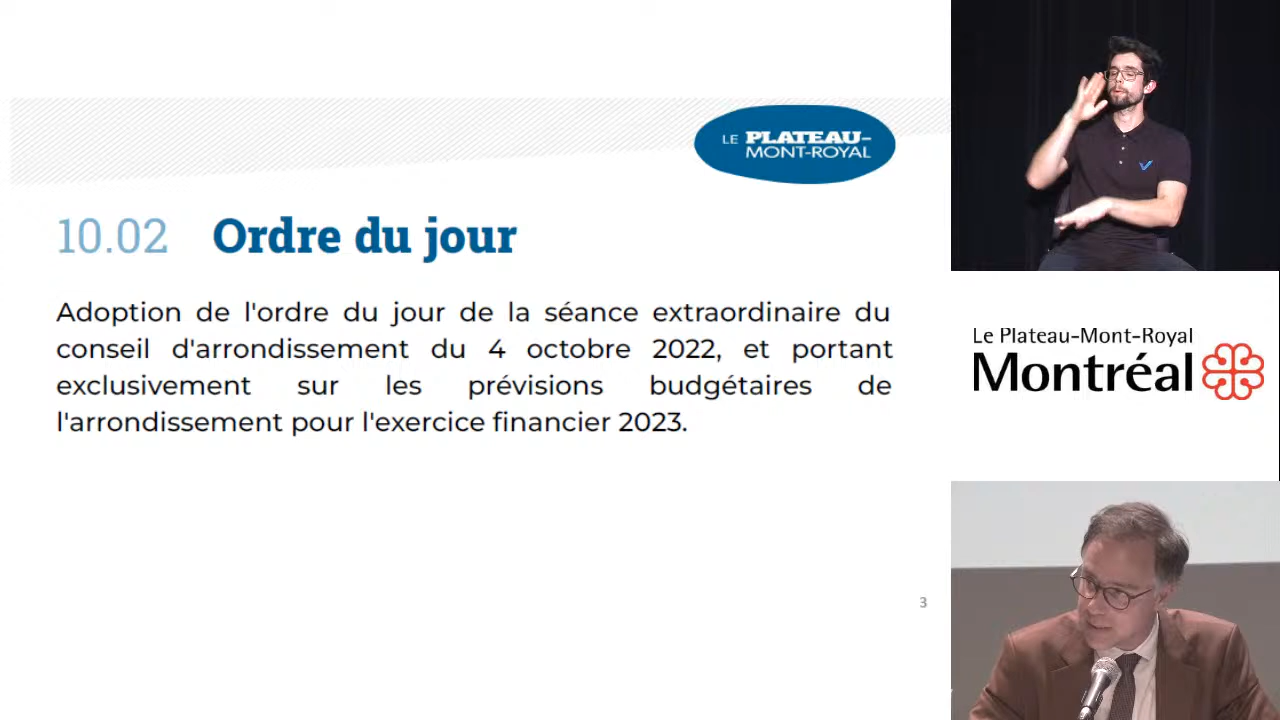 LE PLATEAU-
MONT-ROYAL
10.02 Ordre du jour
Adoption de l'ordre du jour de la séance extraordinaire du
conseil d'arrondissement du 4 octobre 2022, et portant
exclusivement sur les prévisions budgétaires de
l'arrondissement pour l'exercice financier 2023.
3
Le Plateau-Mont-Royal
Montréal